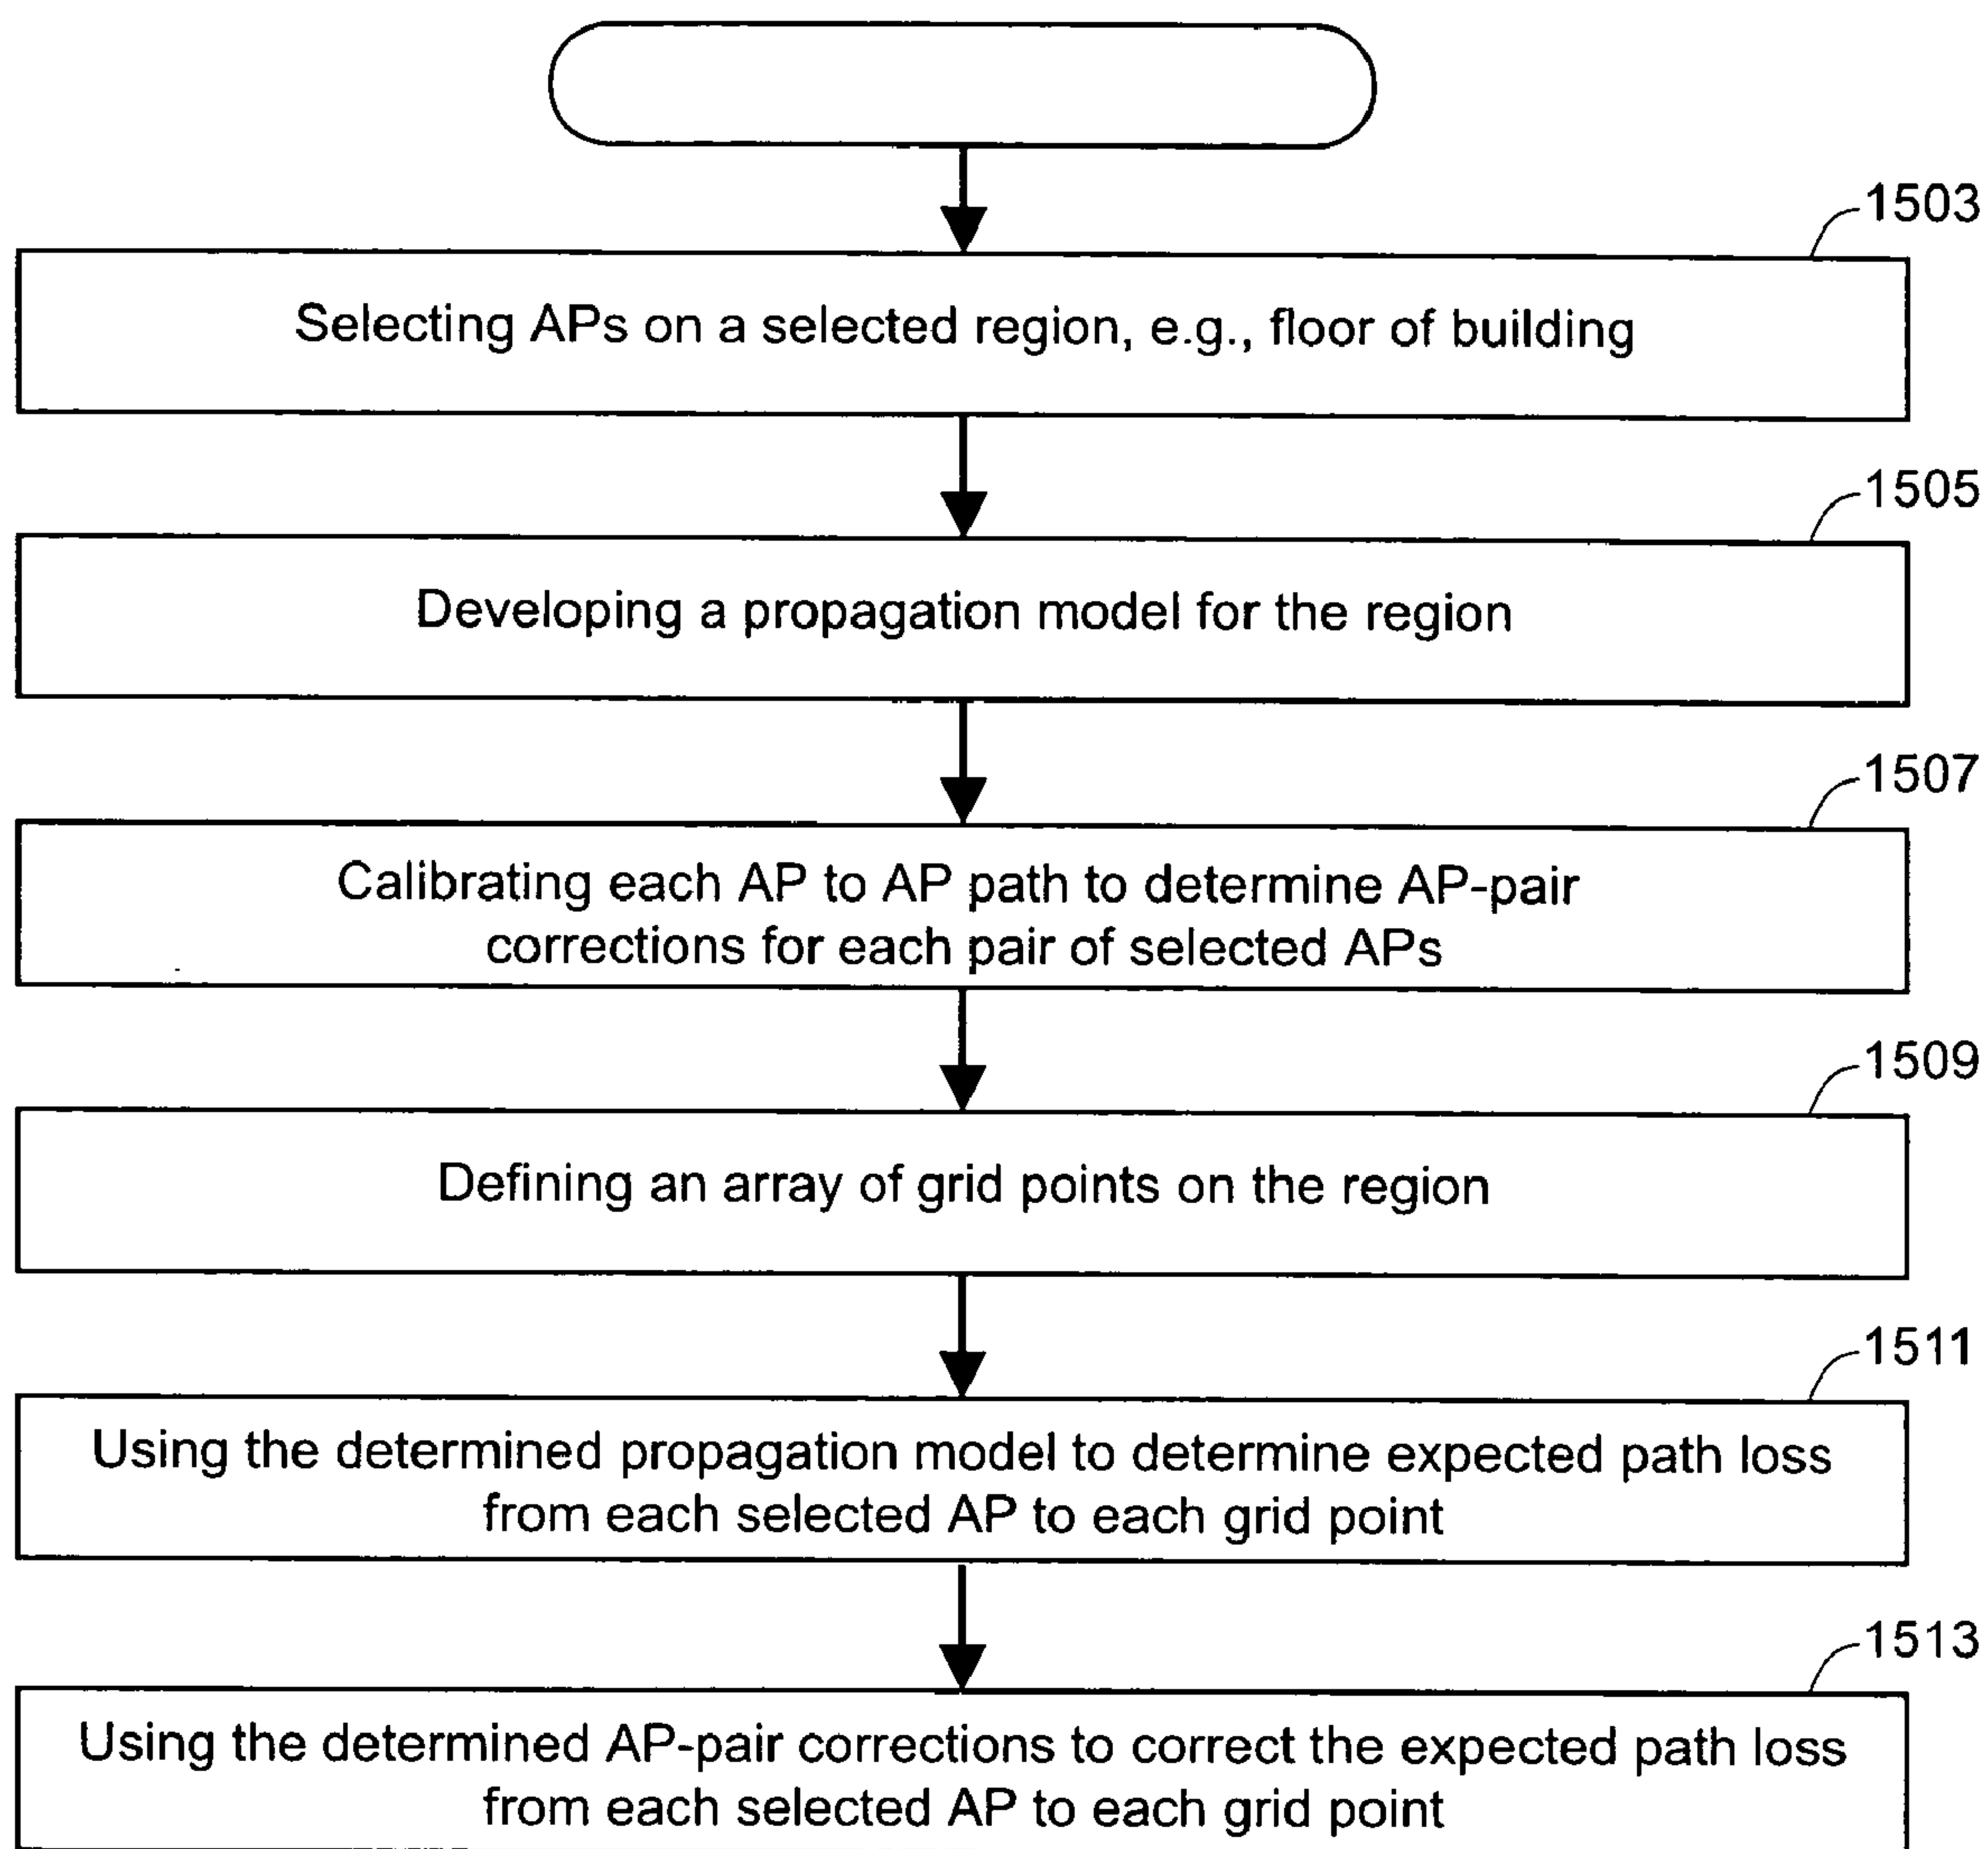 1503
Selecting APs on a selected region, e.g., floor of building
1505
Developing a propagation model for the region
1507
Calibrating each AP to AP path to determine AP-pair
corrections for each pair of selected APs
1509
Defining an array of grid points on the region
1511
Using the determined propagation model to determine expected path loss
from each selected AP to each grid point
1513
Using the determined AP-pair corrections to correct the expected path loss
from each selected AP to each grid point